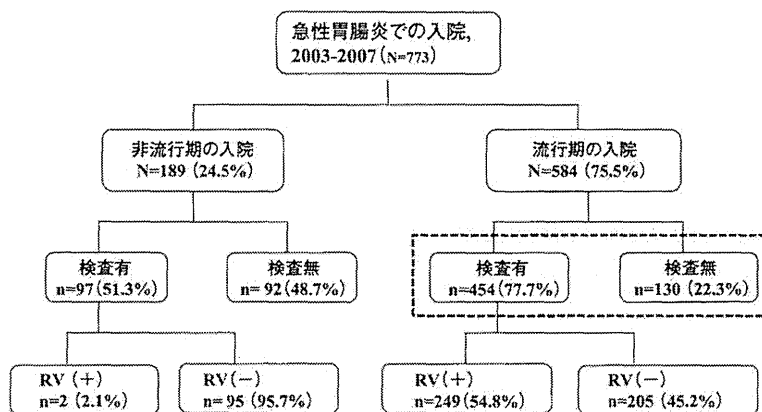 急性胃腸炎での入院,
2003-2007(N=773)
非流行期の入院
N=189 (24.5%)
流行期の入院
N=584 (75.5%)
検査有
n=97(51.3%)
検査無
n= 92(48.7%)
検査有
n=454 (77.7%)
検査無
n=130 (22.3%)
RV (+)
n=2 (2.1%)
RV(-)
n= 95 (95.7%)
RV(+)
n=249 (54.8%)
RV(-)
n=205 (45.2%)